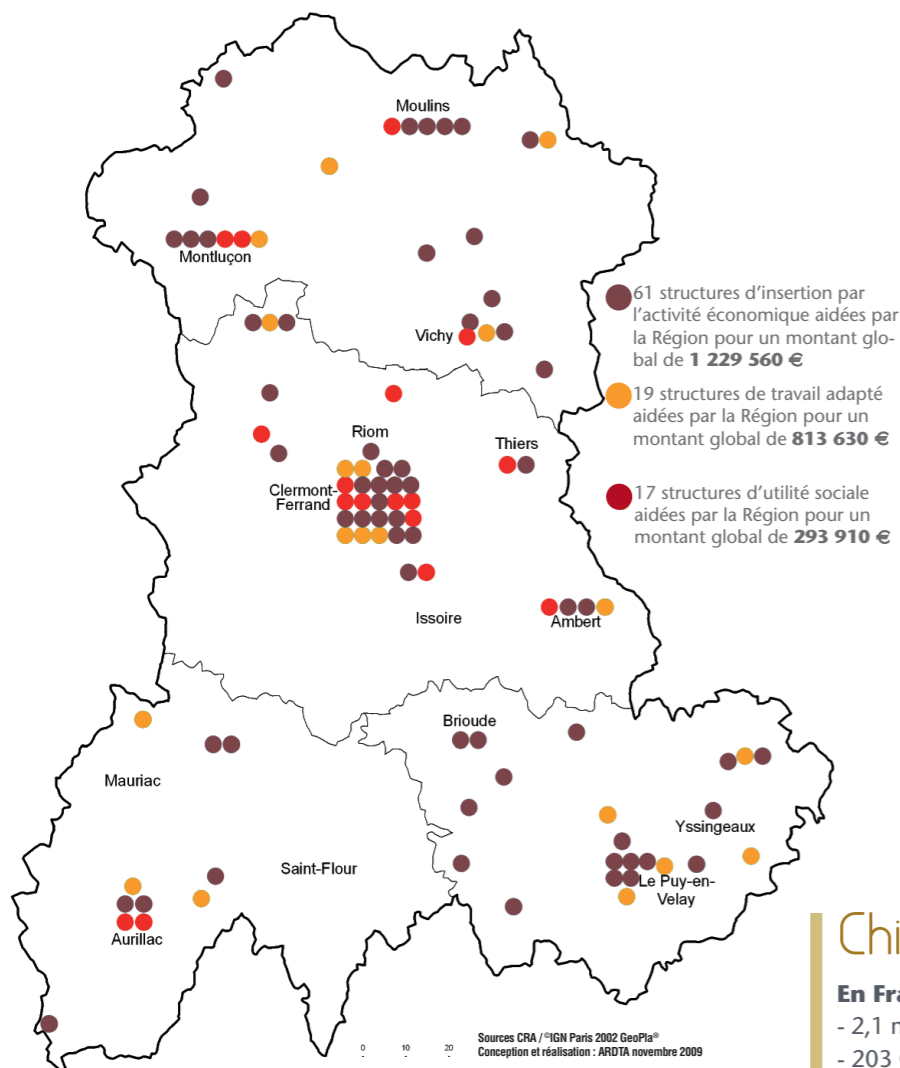 Moulins
Montluçon
Vichy
61 structures d'insertion par
l'activité économique aidées par
la Région pour un montant glo-
bal de 1 229 560 €
19 structures de travail adapté
aidées par la Région pour un
montant global de 813 630 €
17 structures d'utilité sociale
aidées par la Région pour un
montant global de 293 910 €
Riom
Thiers
Clermont-
Ferrand
Issoire
Ambert
Brioude
Mauriac
Yssingeaux
Saint-Flour
Le Puy-en-
Velay
Aurillac
Chi
En Fra
- 2,1 m
- 203
0 10 20
Sources CRA / ©IGN Paris 2002 GeoPla®
Conception et réalisation : ARDTA novembre 2009